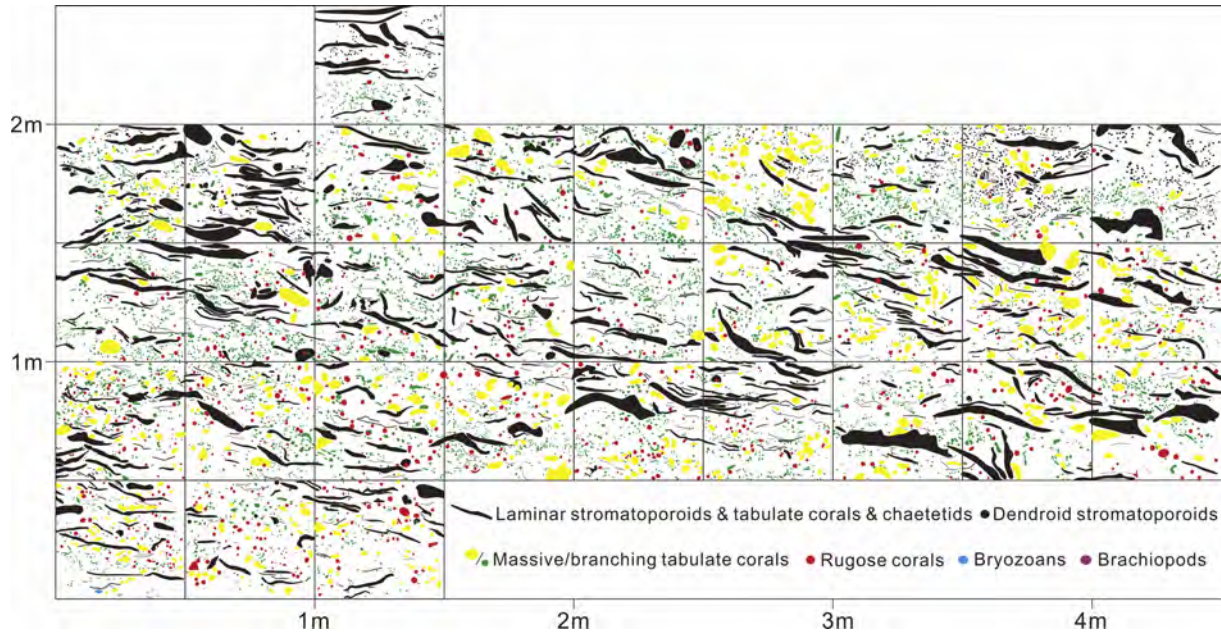 2m
1m
Laminar stromatoporoids & tabulate corals & chaetetids Dendroid stromatoporoids
Massive/branching tabulate corals Rugose corals Bryozoans Brachiopods
1m 2m 3m 4m